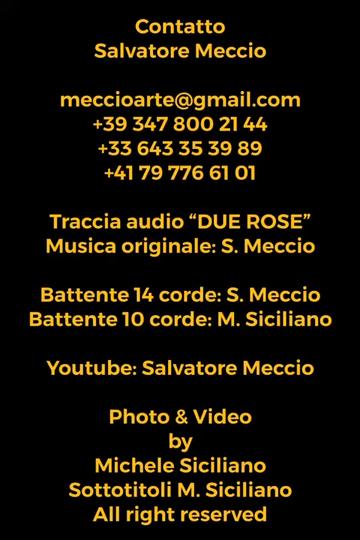 Contatto
Salvatore Meccio
meccioarte@gmail.com
+39 347 800 21 44
+33 643 35 39 89
+41 79 776 61 01
Traccia audio “DUE ROSE”
Musica originale: S. Meccio
Battente 14 corde: S. Meccio
Battente 10 corde: M. Siciliano
Youtube: Salvatore Meccio
Photo & Video
by
Michele Siciliano
Sottotitoli M. Siciliano
All right reserved